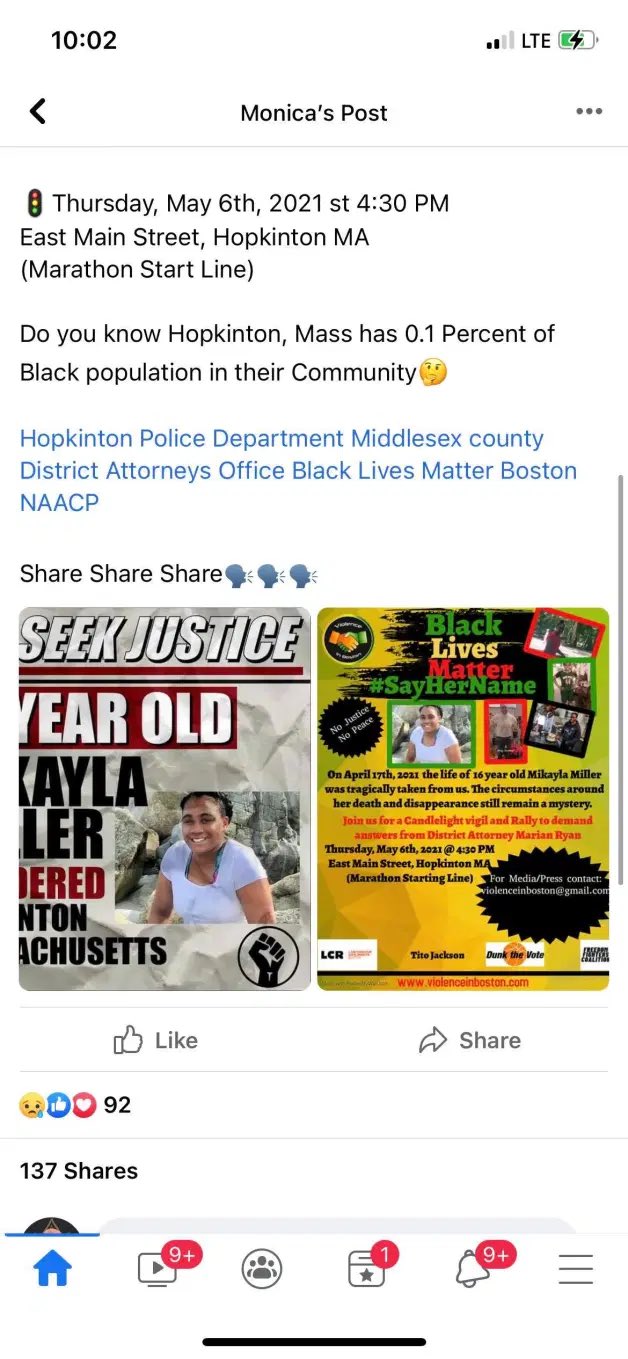 10:02
LTE
Monica's Post
Thursday, May 6th, 2021 st 4:30 PM
East Main Street, Hopkinton MA
(Marathon Start Line)
Do you know Hopkinton, Mass has 0.1 Percent of
Black population in their Community
Hopkinton Police Department Middlesex county
District Attorneys Office Black Lives Matter Boston
NAACP
Share Share Share
SEEK JUSTICE
YEAR OLD
KAYLA
LER
DERED
NTON
ACHUSETTS
Violence
in Boston
Black
Lives
Matter
#SayHerName
No Justice
No Peace
On April 17th, 2021 the life of 16 year old Mikayla Miller
was tragically taken from us. The circumstances around
her death and disappearance still remain a mystery.
Join us for a Candlelight vigil and Rally to demand
answers from District Attorney Marian Ryan
Thursday, May 6th, 2021 @ 4:30 PM
East Main Street, Hopkinton MA
(Marathon Starting Line)
For Media/Press contact:
violenceinboston@gmail.com
LCR
Tito Jackson
Dunk the Vote
FREEDOM
FIGHTERS
COALITION
www.violenceinboston.com
Like
Share
92
137 Shares
9+
1
9+